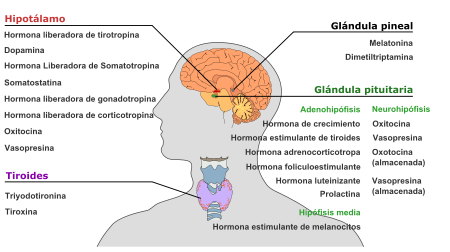 Hipotálamo
Hormona liberadora de tirotropina
Dopamina
Hormona Liberadora de Somatotropina
Somatostatina
Hormona liberadora de gonadotropina
Hormona liberadora de corticotropina
Oxitocina
Vasopresina
Tiroides
Triyodotironina
Tiroxina
Glándula pineal
Melatonina
Dimetiltriptamina
Glándula pituitaria
Adenohipófisis
Hormona de crecimiento
Hormona estimulante de tiroides
Hormona adrenocorticotropa
Hormona foliculoestimulante
Hormona luteinizante
Prolactina
Hipófisis media
Hormona estimulante de melanocitos
Neurohipófisis
Oxitocina
Vasopresina
Oxotocina
(almacenada)
Vasopresina
(almacenada)